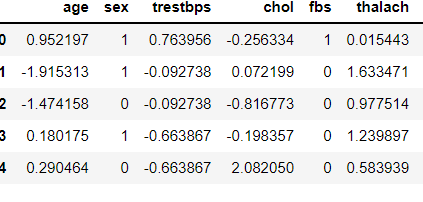 age sex trestbps chol fbs thalach
0 0.952197 1 0.763956 -0.256334 1 0.015443
1 -1.915313 1 -0.092738 0.072199 0 1.633471
2 -1.474158 0 -0.092738 -0.816773 0 0.977514
3 0.180175 1 -0.663867 -0.198357 0 1.239897
4 0.290464 0 -0.663867 2.082050 0 0.583939